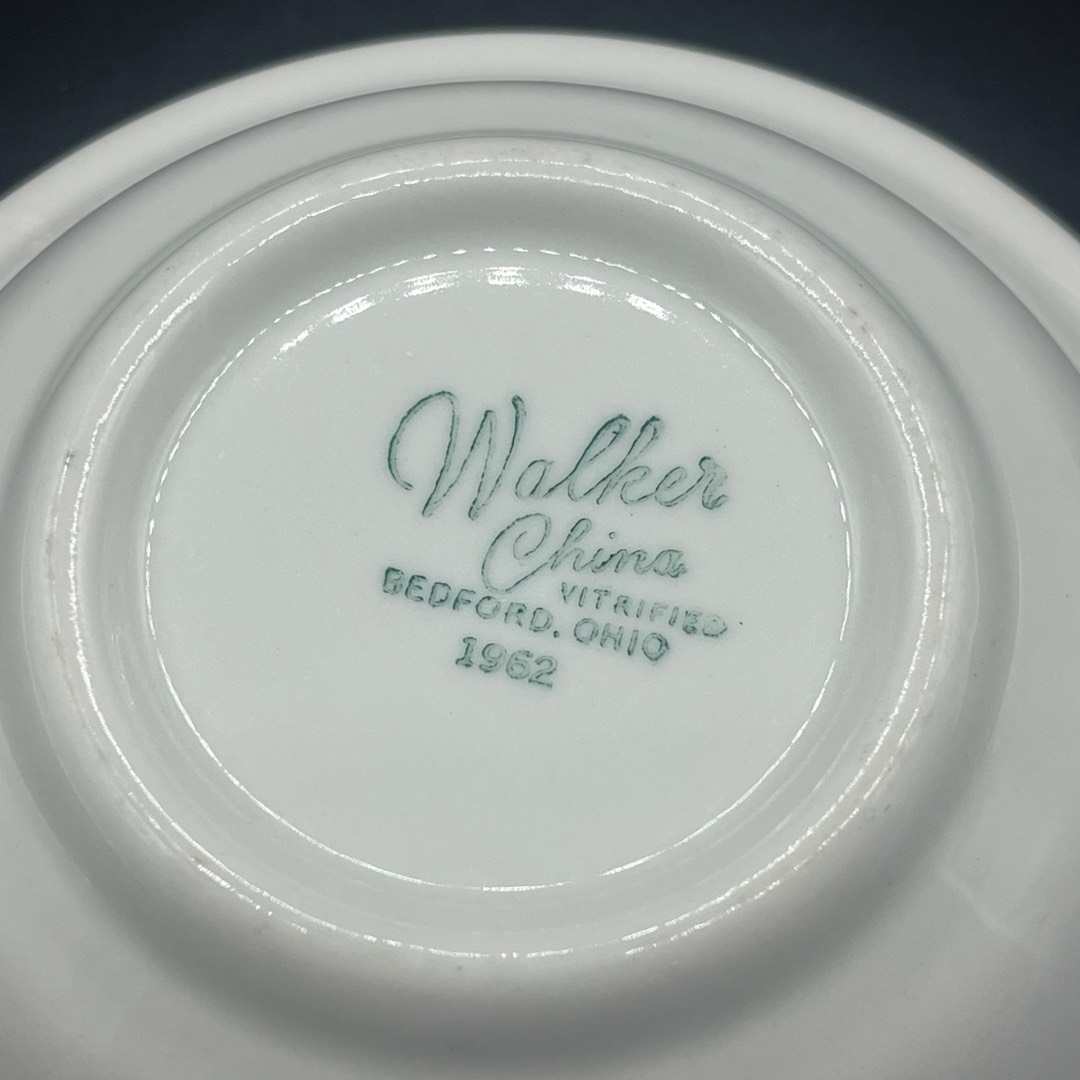 Walker
China
VITRIFIED
BEDFORD, OHIO
1962